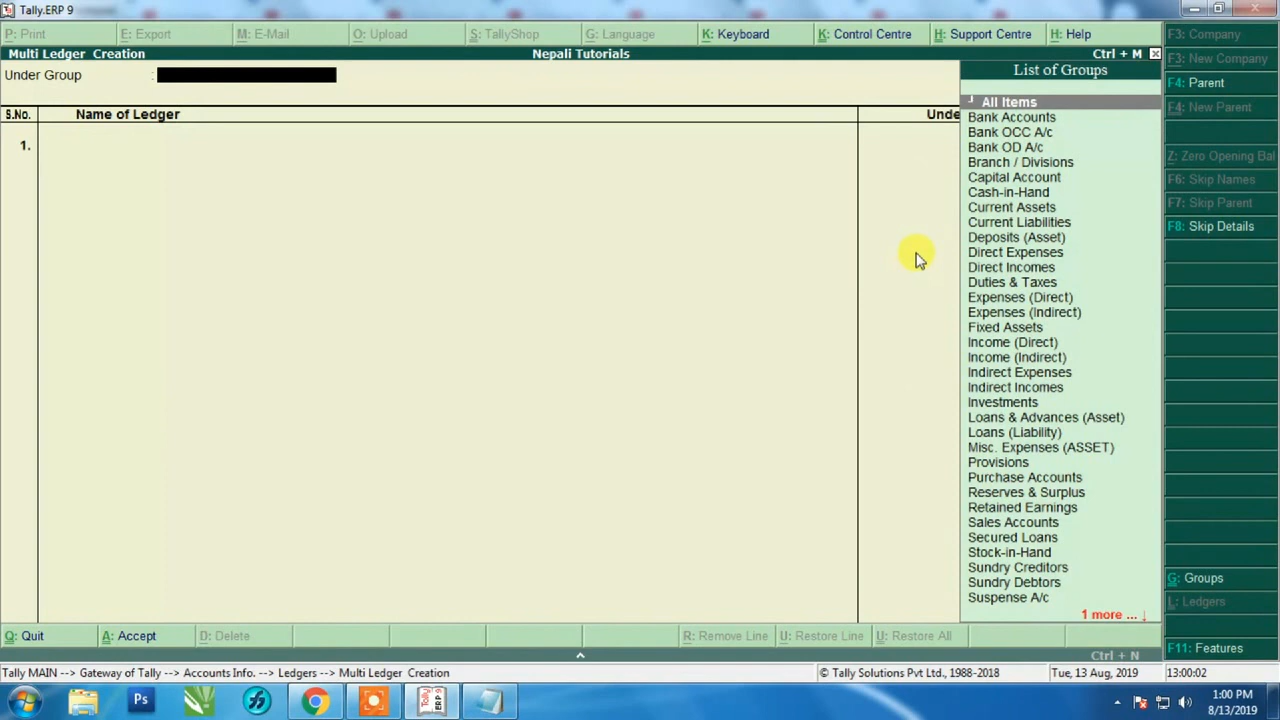 Tally.ERP 9
P: Print E: Export M: E-Mail O: Upload S: TallyShop G: Language K: Keyboard K: Control Centre H: Support Centre H: Help
Multi Ledger Creation Nepali Tutorials Ctrl + M
Under Group :
S.No. Name of Ledger Unde
1.
List of Groups
All Items
Bank Accounts
Bank OCC A/c
Bank OD A/c
Branch / Divisions
Capital Account
Cash-in-Hand
Current Assets
Current Liabilities
Deposits (Asset)
Direct Expenses
Direct Incomes
Duties & Taxes
Expenses (Direct)
Expenses (Indirect)
Fixed Assets
Income (Direct)
Income (Indirect)
Indirect Expenses
Indirect Incomes
Investments
Loans & Advances (Asset)
Loans (Liability)
Misc. Expenses (ASSET)
Provisions
Purchase Accounts
Reserves & Surplus
Retained Earnings
Sales Accounts
Secured Loans
Stock-in-Hand
Sundry Creditors
Sundry Debtors
Suspense A/c
1 more ... ↓
F3: Company
F3: New Company
F4: Parent
F4: New Parent
Z: Zero Opening Bal
F6: Skip Names
F7: Skip Parent
F8: Skip Details
G: Groups
L: Ledgers
F11: Features
Q: Quit A: Accept D: Delete R: Remove Line U: Restore Line U: Restore All
Ctrl + N
Tally MAIN --> Gateway of Tally --> Accounts Info. --> Ledgers --> Multi Ledger Creation © Tally Solutions Pvt Ltd., 1988-2018 Tue, 13 Aug, 2019 13:00:02
Ps
ERP 9
1:00 PM
8/13/2019